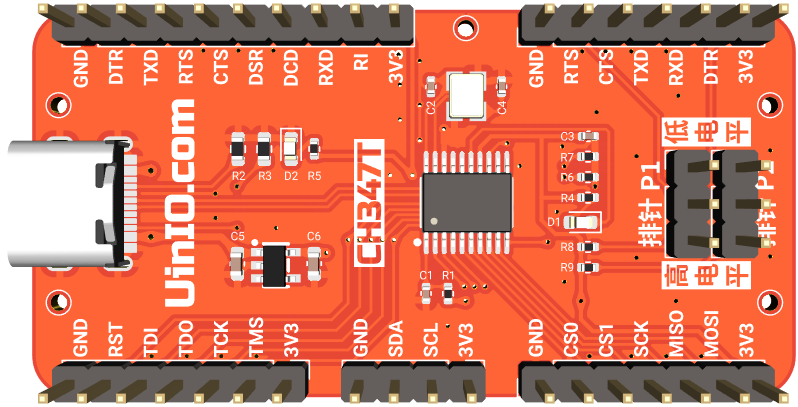 GND DTR TXD RTS CTS DSR DCD RXD RI 3V3
GND RTS CTS TXD RXD DTR 3V3
C2
C4
低电平
C3
R7
R6
R4
D1
R8
R9
R2
R3
D2
R5
UinIO.com
CH347T
排针 P1
排针
高电平
C5
C6
C1
R1
GND RST TDI TDO TCK TMS 3V3
GND SDA SCL 3V3
GND CS0 CS1 SCK MISO MOSI 3V3